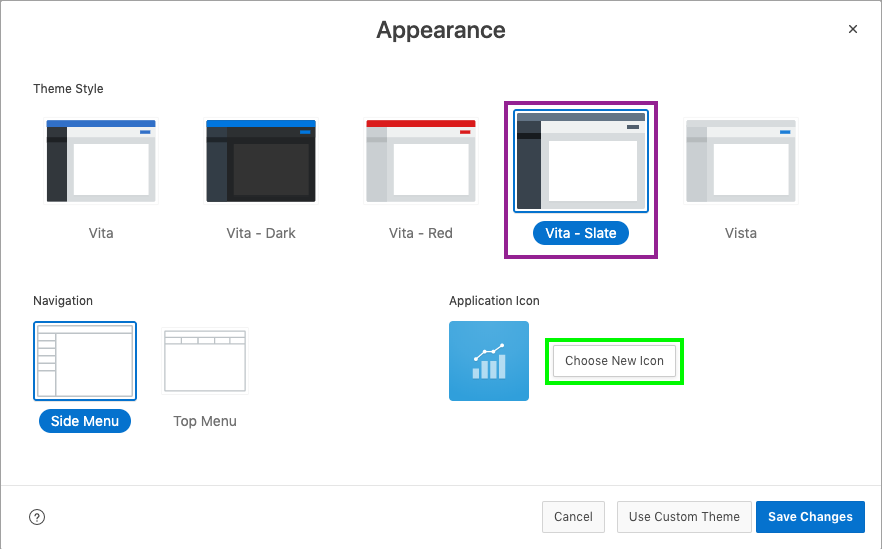 Appearance
Theme Style
Vita
Vita - Dark
Vita - Red
Vita - Slate
Vista
Navigation
Application Icon
Choose New Icon
Side Menu
Top Menu
?
Cancel
Use Custom Theme
Save Changes